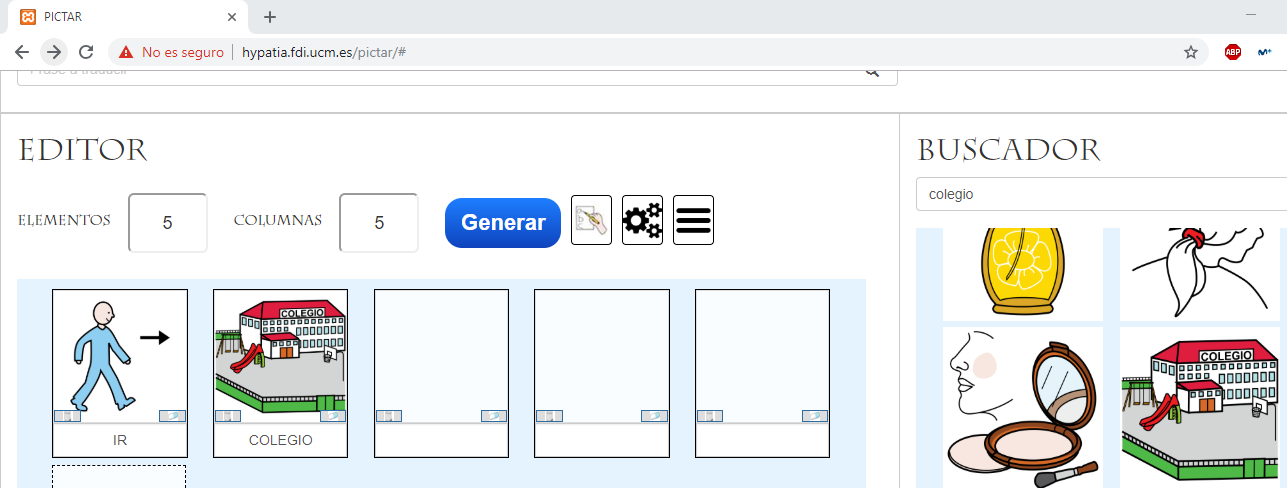 PICTAR
No es seguro
hypatia.fdi.ucm.es/pictar/#
ABP
Frase a traducir
EDITOR
BUSCADOR
colegio
ELEMENTOS 5 COLUMNAS 5 Generar
COLEGIO
COLEGIO
IR
COLEGIO